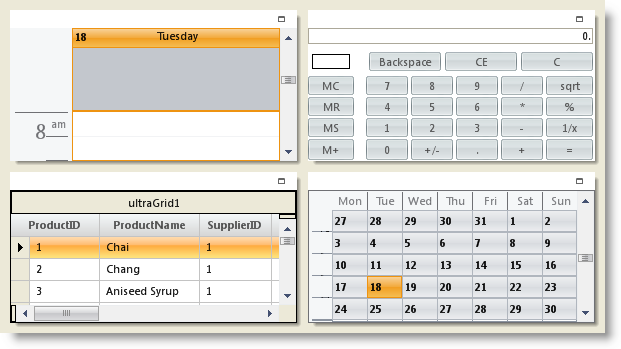 18 Tuesday
8 am
0.
Backspace CE C
MC 7 8 9 / sqrt
MR 4 5 6 * %
MS 1 2 3 - 1/x
M+ 0 +/- . + =
ultraGrid1
ProductID ProductName SupplierID
1 Chai 1
2 Chang 1
3 Aniseed Syrup 1
Mon Tue Wed Thu Fri Sat Sun
27 28 29 30 31 1 2
3 4 5 6 7 8 9
10 11 12 13 14 15 16
17 18 19 20 21 22 23
24 25 26 27 28 29 30